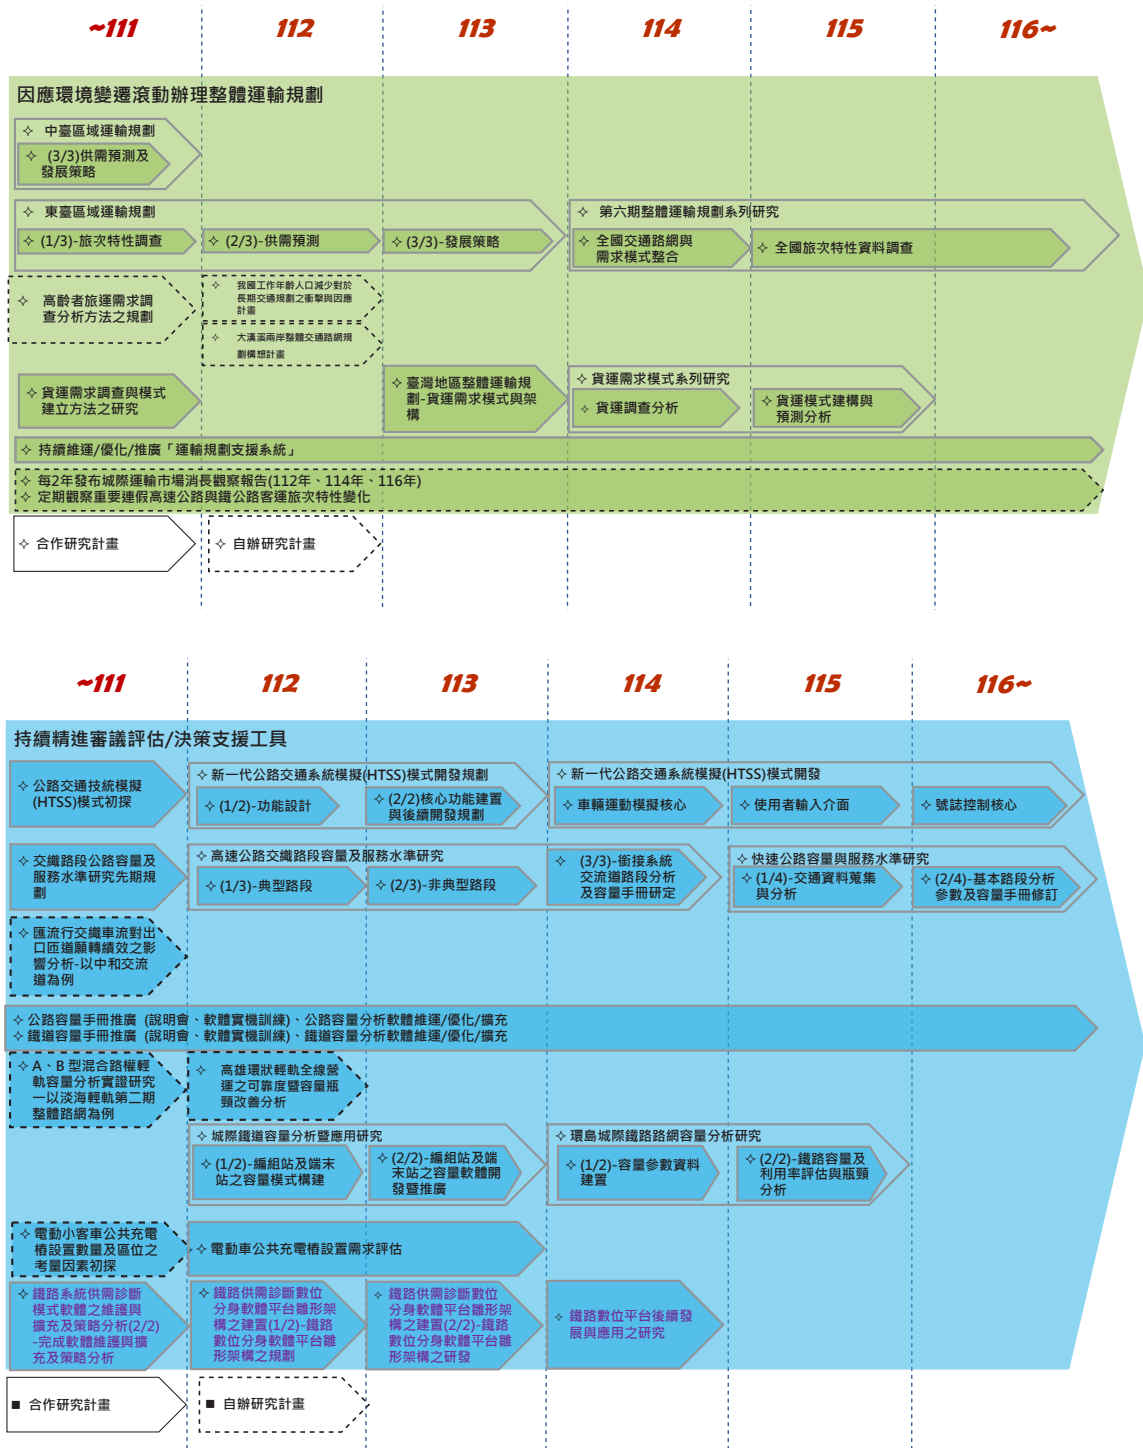 ~111 112 113 114 115 116~
因應環境變遷滾動辦理整體運輸規劃
✧ 中臺區域運輸規劃
✧ (3/3)供需預測及
發展策略
✧ 東臺區域運輸規劃
✧ (1/3)-旅次特性調查
✧ (2/3)-供需預測
✧ (3/3)-發展策略
✧ 第六期整體運輸規劃系列研究
✧ 全國交通路網與
需求模式整合
✧ 全國旅次特性資料調查
✧ 高齡者旅運需求調
查分析方法之規劃
✧ 我國工作年齡人口減少對於
長期交通規劃之衝擊與因應
計畫
✧ 大漢溪兩岸整體交通路網規
劃構想計畫
✧ 貨運需求調查與模式
建立方法之研究
✧ 臺灣地區整體運輸規
劃-貨運需求模式與架
構
✧ 貨運需求模式系列研究
✧ 貨運調查分析
✧ 貨運模式建構與
預測分析
✧ 持續維運/優化/推廣「運輸規劃支援系統」
✧ 每2年發布城際運輸市場消長觀察報告(112年、114年、116年)
✧ 定期觀察重要連假高速公路與鐵公路客運旅次特性變化
✧ 合作研究計畫
✧ 自辦研究計畫
~111 112 113 114 115 116~
持續精進審議評估/決策支援工具
✧ 公路交通技統模擬
(HTSS)模式初探
✧ 新一代公路交通系統模擬(HTSS)模式開發規劃
✧ (1/2)-功能設計
✧ (2/2)核心功能建置
與後續開發規劃
✧ 新一代公路交通系統模擬(HTSS)模式開發
✧ 車輛運動模擬核心
✧ 使用者輸入介面
✧ 號誌控制核心
✧ 交織路段公路容量及
服務水準研究先期規
劃
✧ 高速公路交織路段容量及服務水準研究
✧ (1/3)-典型路段
✧ (2/3)-非典型路段
✧ (3/3)-銜接系統
交流道路段分析
及容量手冊研定
✧ 快速公路容量與服務水準研究
✧ (1/4)-交通資料蒐集
與分析
✧ (2/4)-基本路段分析
參數及容量手冊修訂
✧ 匯流行交織車流對出
口匝道願轉績效之影
響分析-以中和交流
道為例
✧ 公路容量手冊推廣 (說明會、軟體實機訓練)、公路容量分析軟體維運/優化/擴充
✧ 鐵道容量手冊推廣 (說明會、軟體實機訓練)、鐵道容量分析軟體維運/優化/擴充
✧ A、B 型混合路權輕
軌容量分析實證研究
一以淡海輕軌第二期
整體路網為例
✧ 高雄環狀輕軌全線營
運之可靠度暨容量瓶
頸改善分析
✧ 城際鐵道容量分析暨應用研究
✧ (1/2)-編組站及端末
站之容量模式構建
✧ (2/2)-編組站及端
末站之容量軟體開
發暨推廣
✧ 環島城際鐵路路網容量分析研究
✧ (1/2)-容量參數資料
建置
✧ (2/2)-鐵路容量及
利用率評估與瓶頸
分析
✧ 電動小客車公共充電
樁設置數量及區位之
考量因素初探
✧ 電動車公共充電樁設置需求評估
✧ 鐵路系統供需診斷
模式軟體之維護與
擴充及策略分析(2/2)
-完成軟體維護與擴
充及策略分析
✧ 鐵路供需診斷數位
分身軟體平台雛形架
構之建置(1/2)-鐵路
數位分身軟體平台雛
形架構之規劃
✧ 鐵路供需診斷數位
分身軟體平台雛形架
構之建置(2/2)-鐵路
數位分身軟體平台雛
形架構之研發
✧ 鐵路數位平台後續發
展與應用之研究
■ 合作研究計畫
■ 自辦研究計畫